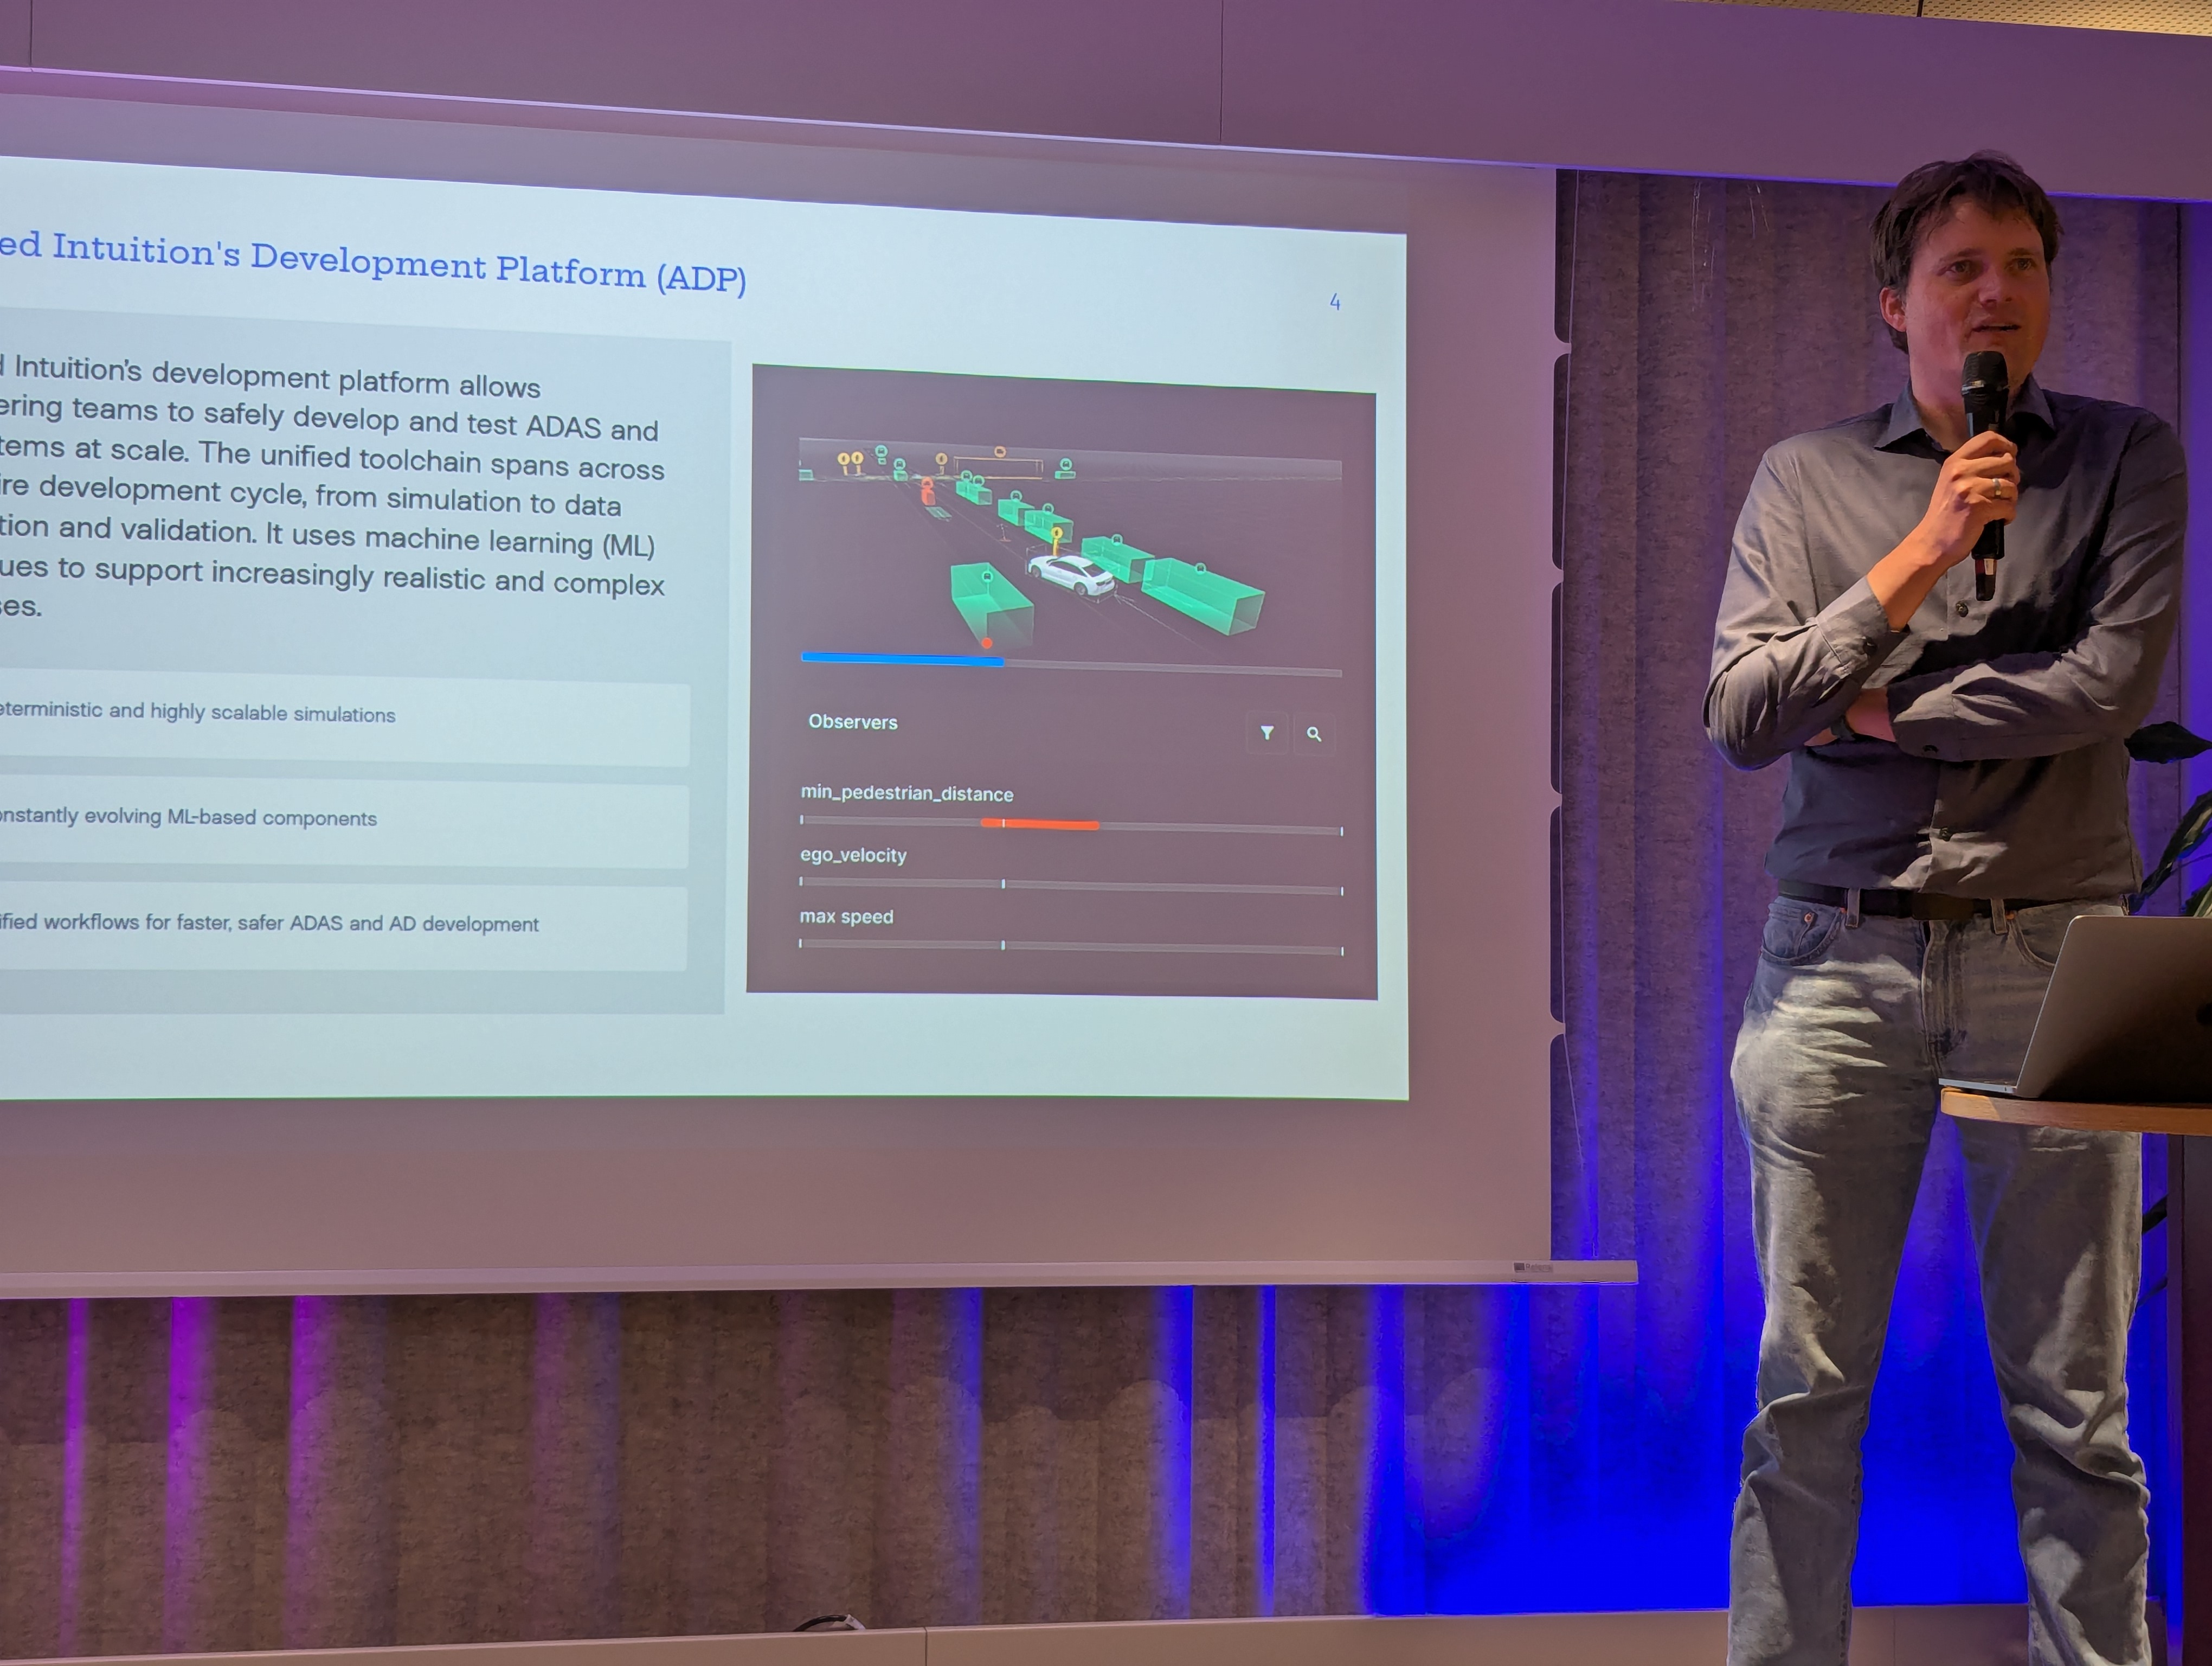 ed Intuition's Development Platform (ADP)
4
d Intuition's development platform allows
ering teams to safely develop and test ADAS and
tems at scale. The unified toolchain spans across
ire development cycle, from simulation to data
tion and validation. It uses machine learning (ML)
ues to support increasingly realistic and complex
ses.
eterministic and highly scalable simulations
onstantly evolving ML-based components
ified workflows for faster, safer ADAS and AD development
Observers
min_pedestrian_distance
ego_velocity
max speed